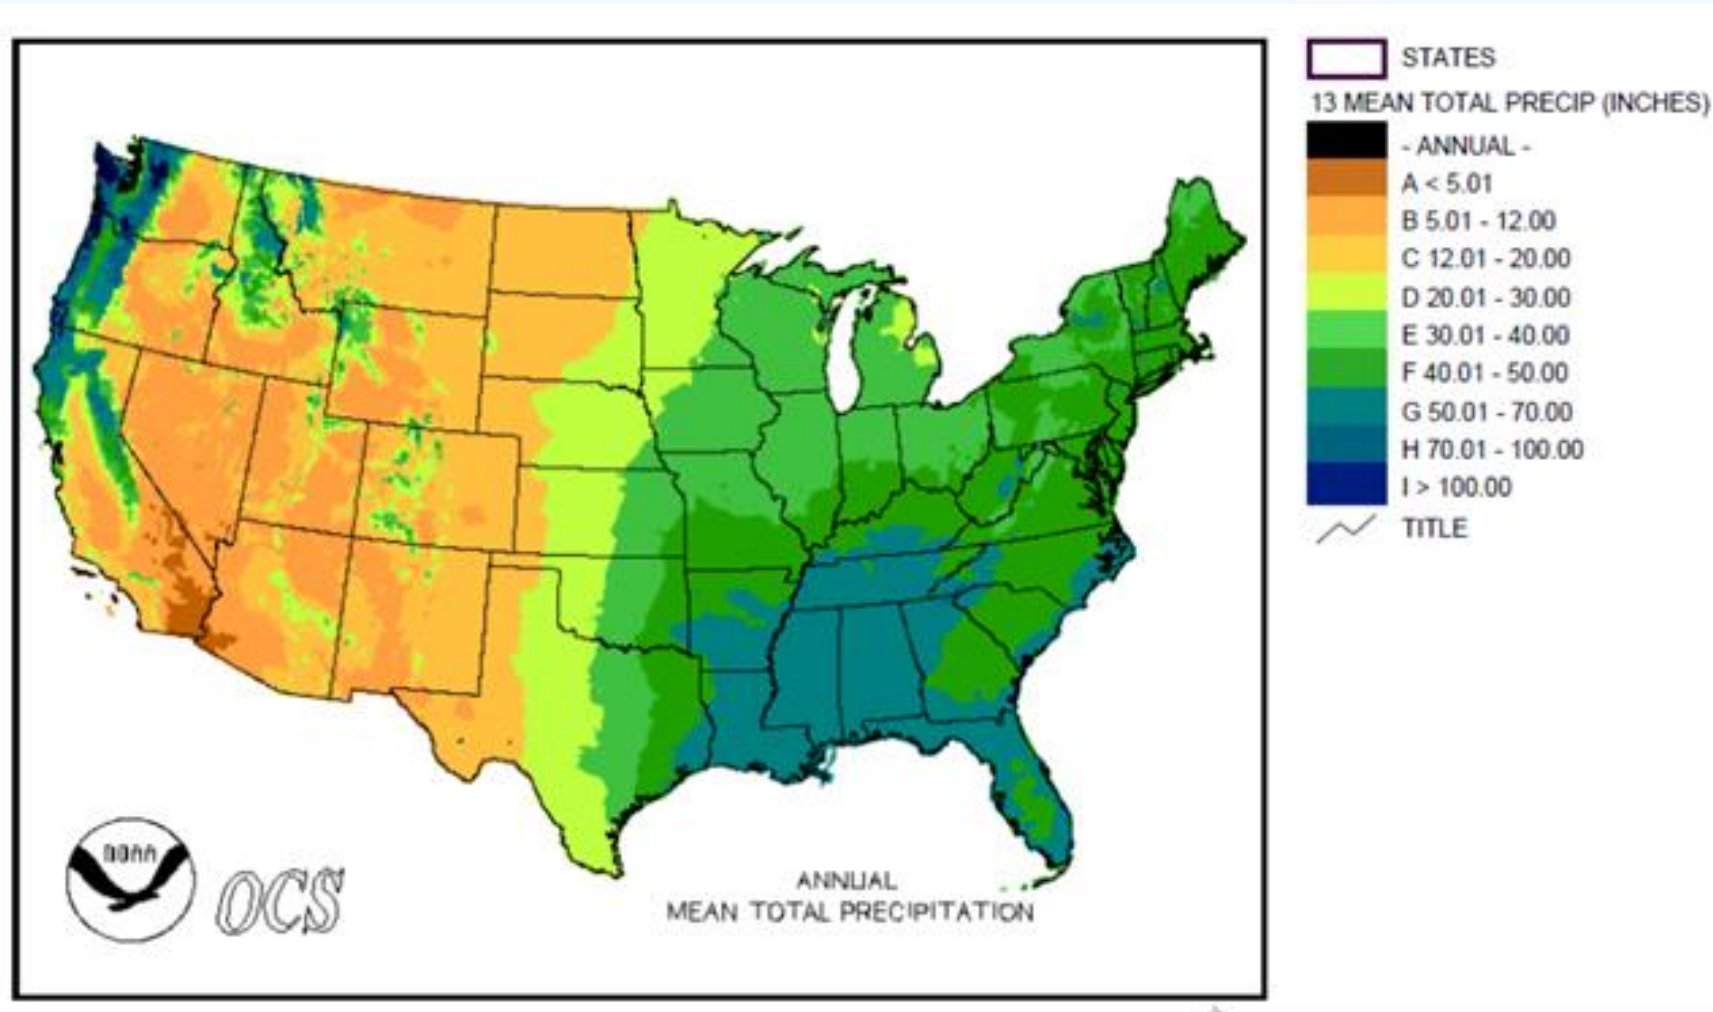 STATES
13 MEAN TOTAL PRECIP (INCHES)
- ANNUAL -
A < 5.01
B 5.01 - 12.00
C 12.01 - 20.00
D 20.01 - 30.00
E 30.01 - 40.00
F 40.01 - 50.00
G 50.01 - 70.00
H 70.01 - 100.00
I > 100.00
TITLE
NOAA
OCS
ANNUAL
MEAN TOTAL PRECIPITATION